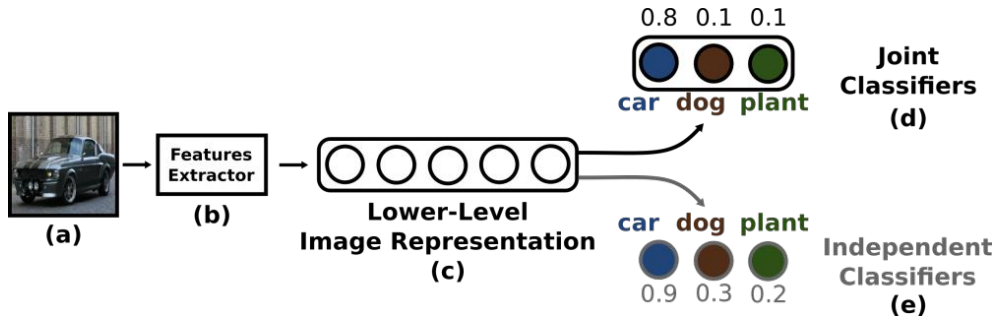 0.8 0.1 0.1
car dog plant
Joint
Classifiers
(d)
Features
Extractor
(a)
(b)
Lower-Level
Image Representation
(c)
car dog plant
0.9 0.3 0.2
Independent
Classifiers
(e)